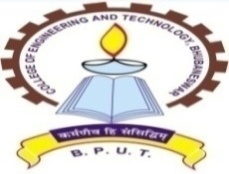 COLLEGE OF ENGINEERING AND TECHNOLOGY, BHUBANESWAR
कर्मणैव हि संसिद्धिम्
B. P. U. T.